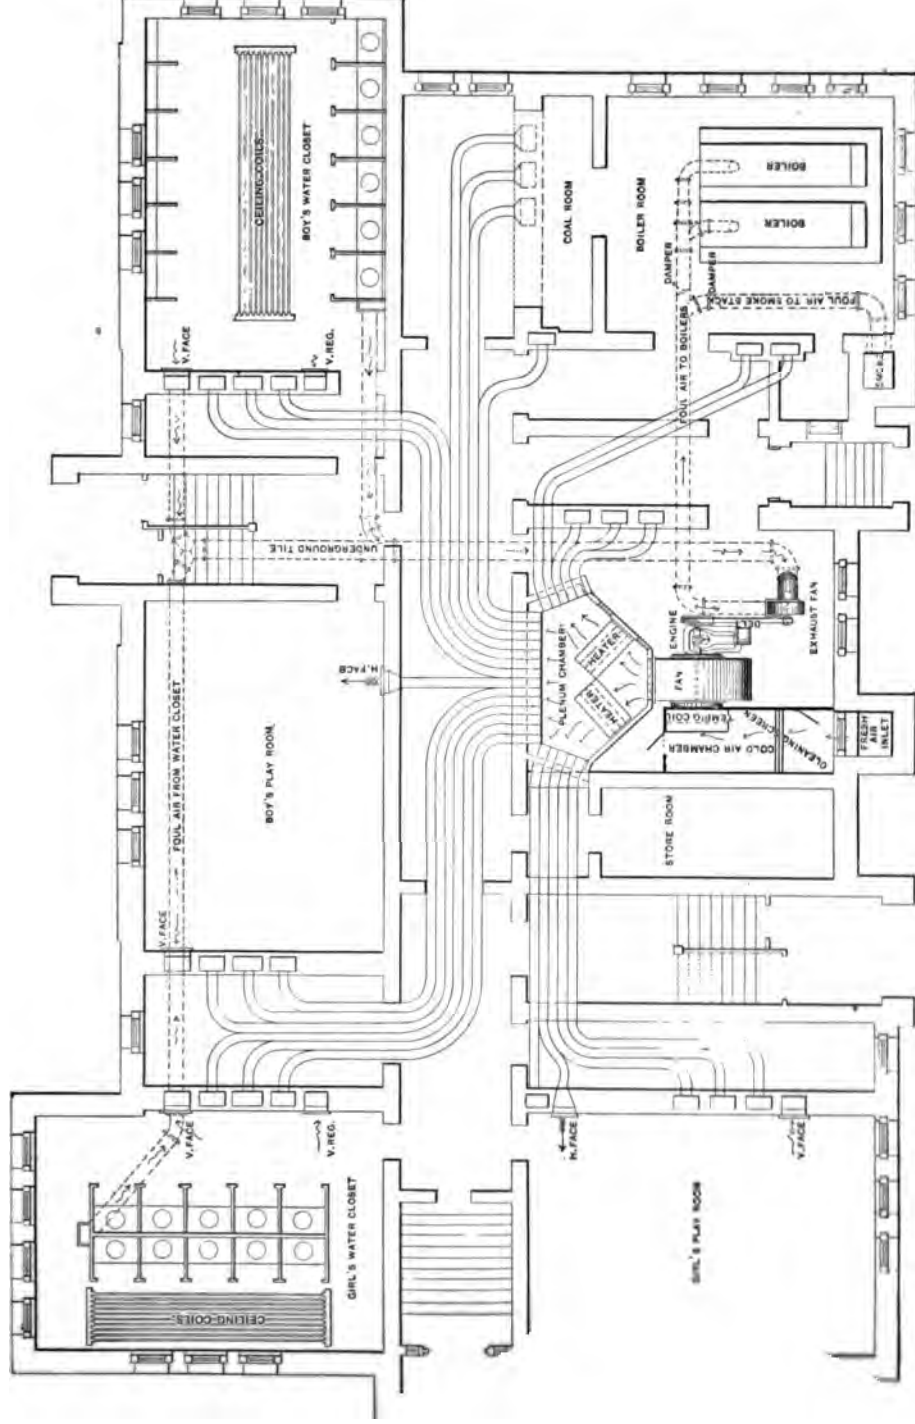 CEILING COILS.
BOY'S WATER CLOSET
V. FACE
V. REG.
COAL ROOM
BOILER ROOM
BOILER
BOILER
DAMPER
DAMPER
FOUL AIR TO SMOKE STACK
FOUL AIR TO BOILERS
UNDERGROUND TILE
FOUL AIR FROM WATER CLOSET
BOY'S PLAY ROOM
H. FACE
V. FACE
PLENUM CHAMBER
HEATER
HEATER
ENGINE
FAN
EXHAUST FAN
COLD AIR CHAMBER
CLEANING SCREEN
FRESH
AIR
INLET
STORE ROOM
V. FACE
V. REG.
H. FACE
V. FACE
GIRL'S WATER CLOSET
CEILING COILS.
GIRL'S PLAY ROOM